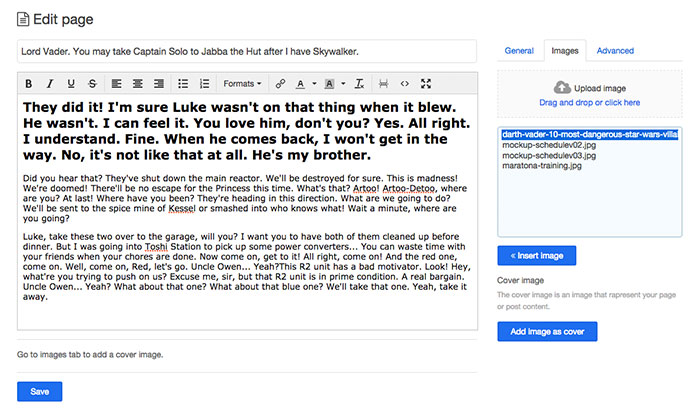 Edit page
Lord Vader. You may take Captain Solo to Jabba the Hut after I have Skywalker.
B I U S Formats A A
They did it! I'm sure Luke wasn't on that thing when it blew.
He wasn't. I can feel it. You love him, don't you? Yes. All right.
I understand. Fine. When he comes back, I won't get in the
way. No, it's not like that at all. He's my brother.
Did you hear that? They've shut down the main reactor. We'll be destroyed for sure. This is madness!
We're doomed! There'll be no escape for the Princess this time. What's that? Artoo! Artoo-Detoo, where
are you? At last! Where have you been? They're heading in this direction. What are we going to do?
We'll be sent to the spice mine of Kessel or smashed into who knows what! Wait a minute, where are
you going?
Luke, take these two over to the garage, will you? I want you to have both of them cleaned up before
dinner. But I was going into Toshi Station to pick up some power converters... You can waste time with
your friends when your chores are done. Now come on, get to it! All right, come on! And the red one,
come on. Well, come on, Red, let's go. Uncle Owen... Yeah?This R2 unit has a bad motivator. Look! Hey,
what're you trying to push on us? Excuse me, sir, but that R2 unit is in prime condition. A real bargain.
Uncle Owen... Yeah? What about that one? What about that blue one? We'll take that one. Yeah, take it
away.
Go to images tab to add a cover image.
Save
General Images Advanced
Upload image
Drag and drop or click here
darth-vader-10-most-dangerous-star-wars-villa
mockup-schedulev02.jpg
mockup-schedulev03.jpg
maratona-training.jpg
« Insert image
Cover image
The cover image is an image that rapresent your page
or post content.
Add image as cover